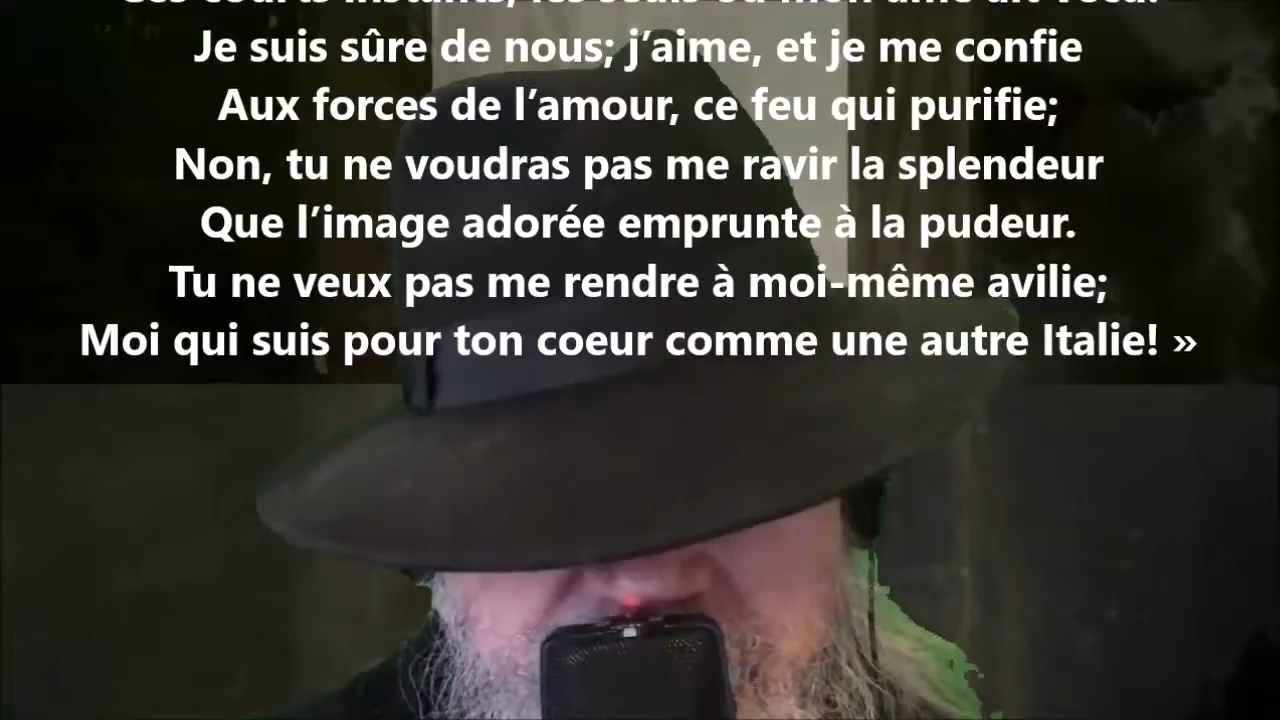 Je suis sûre de nous; j’aime, et je me confie
Aux forces de l’amour, ce feu qui purifie;
Non, tu ne voudras pas me ravir la splendeur
Que l’image adorée emprunte à la pudeur.
Tu ne veux pas me rendre à moi-même avilie;
Moi qui suis pour ton coeur comme une autre Italie! »